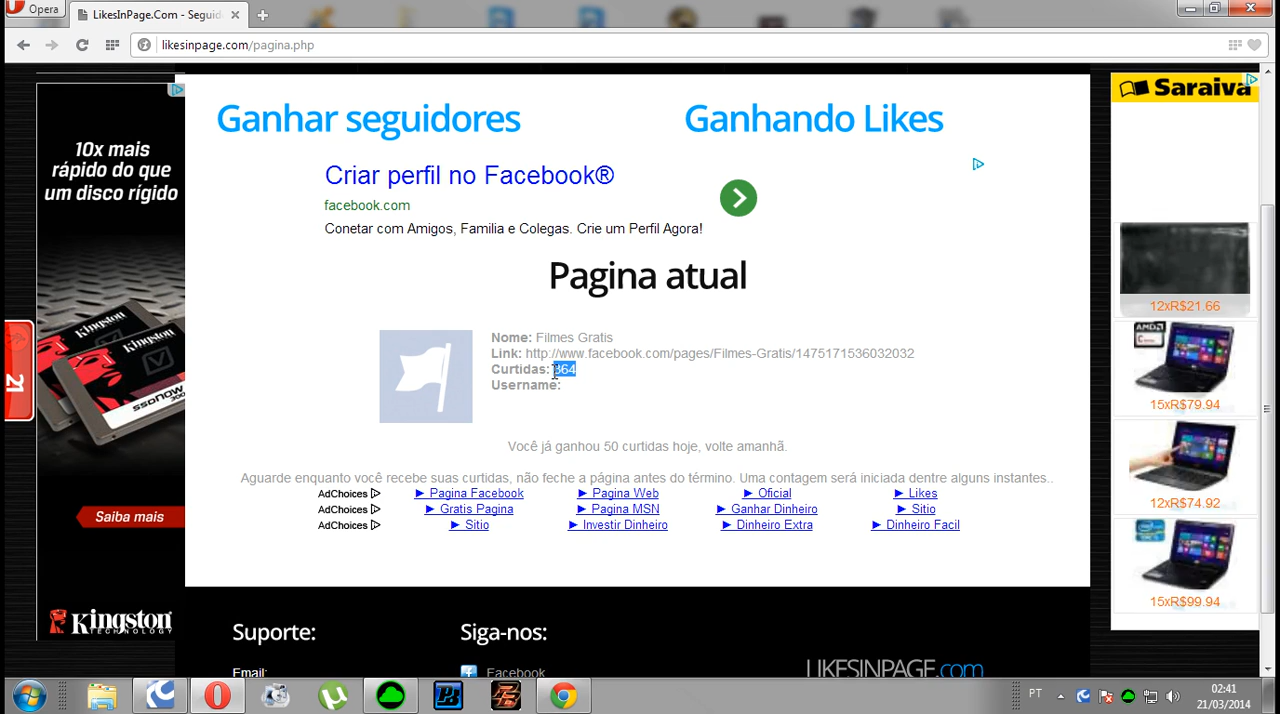 Opera
LikesInPage.Com - Seguid
likesinpage.com/pagina.php
10x mais
rápido do que
um disco rígido
Saiba mais
Kingston
TECHNOLOGY
21
Ganhar seguidores
Ganhando Likes
Criar perfil no Facebook®
facebook.com
Conetar com Amigos, Familia e Colegas. Crie um Perfil Agora!
Pagina atual
Nome: Filmes Gratis
Link: http://www.facebook.com/pages/Filmes-Gratis/1475171536032032
Curtidas: 364
Username:
Você já ganhou 50 curtidas hoje, volte amanhã.
Aguarde enquanto você recebe suas curtidas, não feche a página antes do término. Uma contagem será iniciada dentre alguns instantes..
AdChoices ► Pagina Facebook ► Pagina Web ► Oficial ► Likes
AdChoices ► Gratis Pagina ► Pagina MSN ► Ganhar Dinheiro ► Sitio
AdChoices ► Sitio ► Investir Dinheiro ► Dinheiro Extra ► Dinheiro Facil
Saraiva
12xR$21.66
AMD
15xR$79.94
12xR$74.92
15xR$99.94
Suporte:
Siga-nos:
Email:
Facebook
LIKESINPAGE.com
PT
02:41
21/03/2014